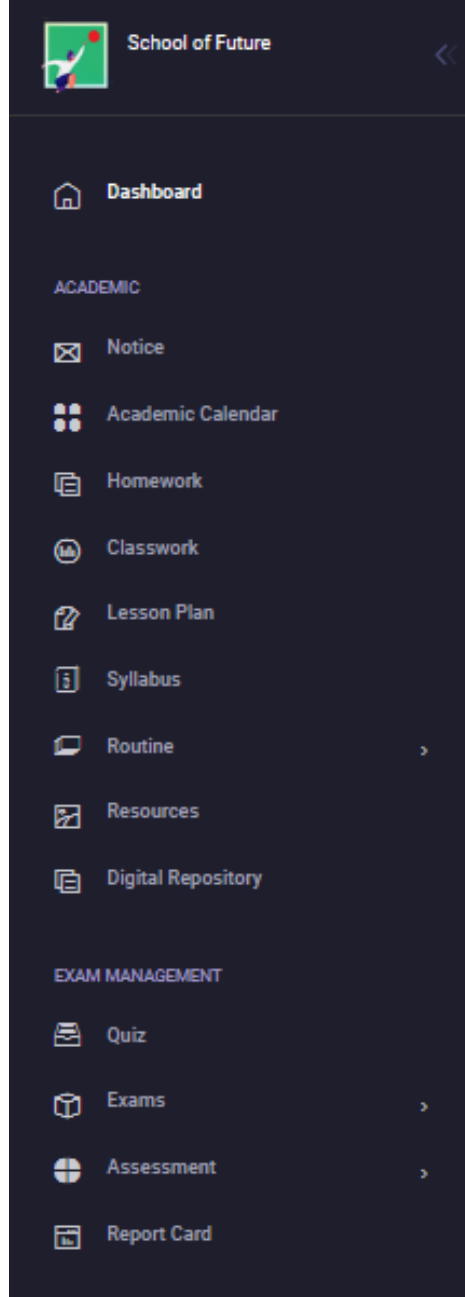 School of Future
Dashboard
ACADEMIC
Notice
Academic Calendar
Homework
Classwork
Lesson Plan
Syllabus
Routine
Resources
Digital Repository
EXAM MANAGEMENT
Quiz
Exams
Assessment
Report Card